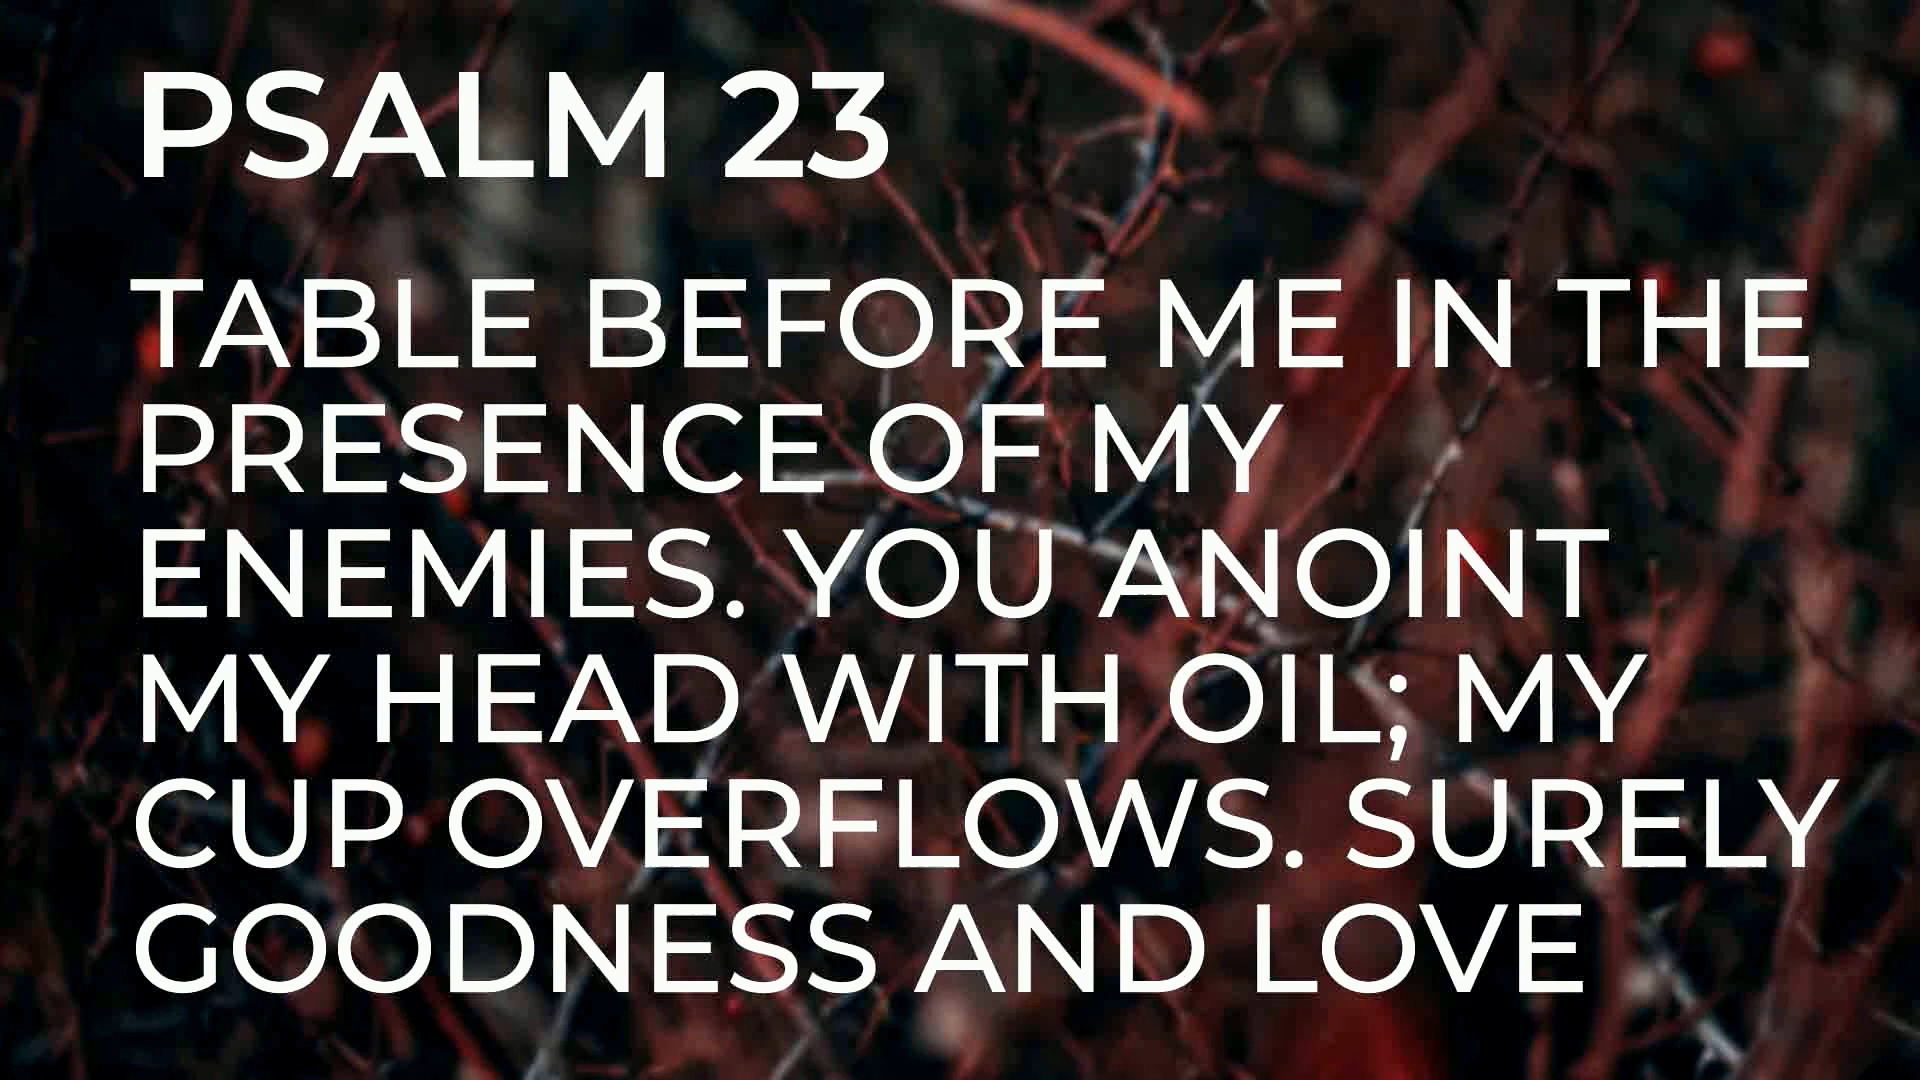 PSALM 23
TABLE BEFORE ME IN THE
PRESENCE OF MY
ENEMIES. YOU ANOINT
MY HEAD WITH OIL; MY
CUP OVERFLOWS. SURELY
GOODNESS AND LOVE